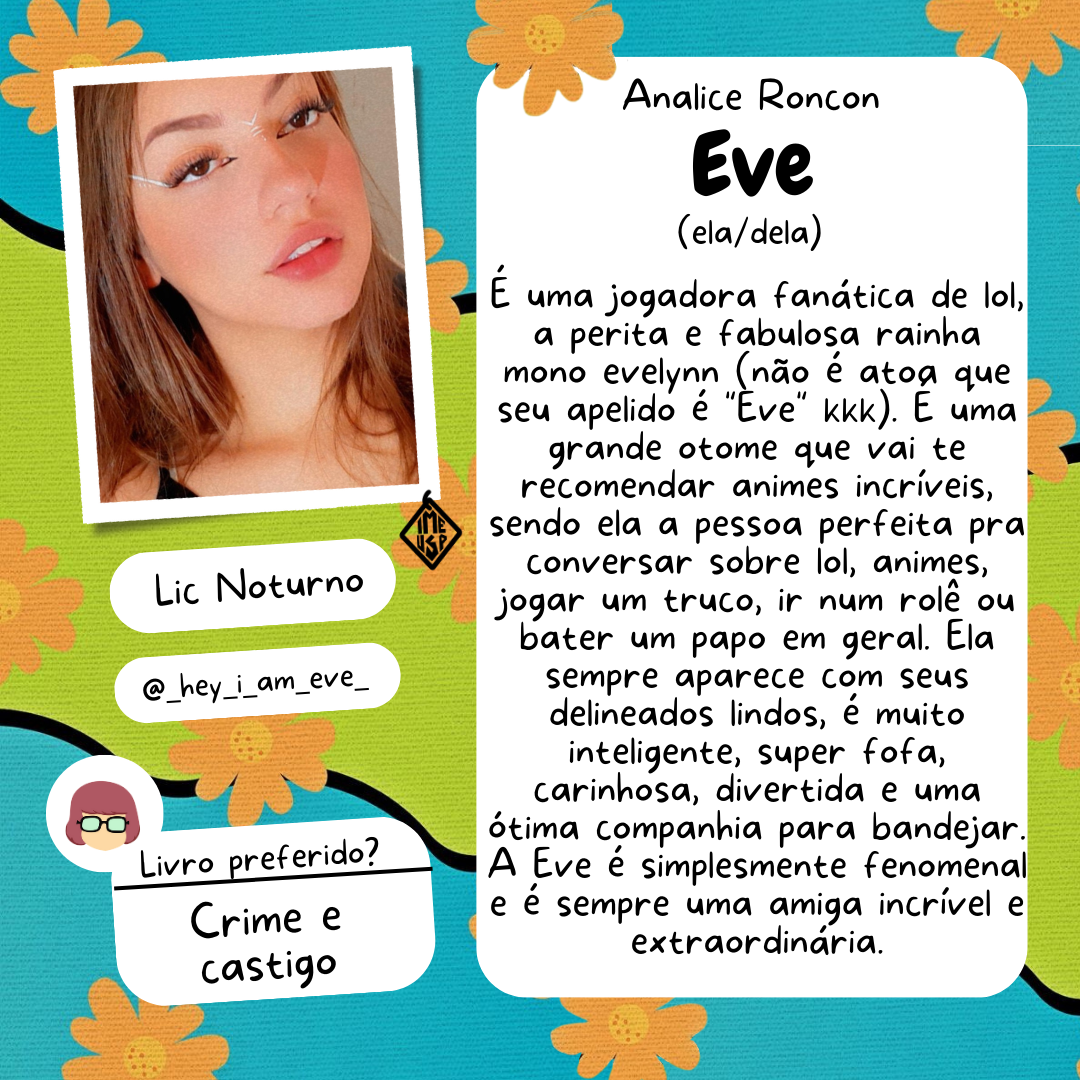 Analice Roncon
Eve
(ela/dela)
É uma jogadora fanática de lol,
a perita e fabulosa rainha
mono evelynn (não é atoa que
seu apelido é "Eve" kkk). É uma
grande otome que vai te
recomendar animes incríveis,
sendo ela a pessoa perfeita pra
conversar sobre lol, animes,
jogar um truco, ir num rolê ou
bater um papo em geral. Ela
sempre aparece com seus
delineados lindos, é muito
inteligente, super fofa,
carinhosa, divertida e uma
ótima companhia para bandejar.
A Eve é simplesmente fenomenal
e é sempre uma amiga incrível e
extraordinária.
IME
USP
Lic Noturno
@_hey_i_am_eve_
Livro preferido?
Crime e
castigo